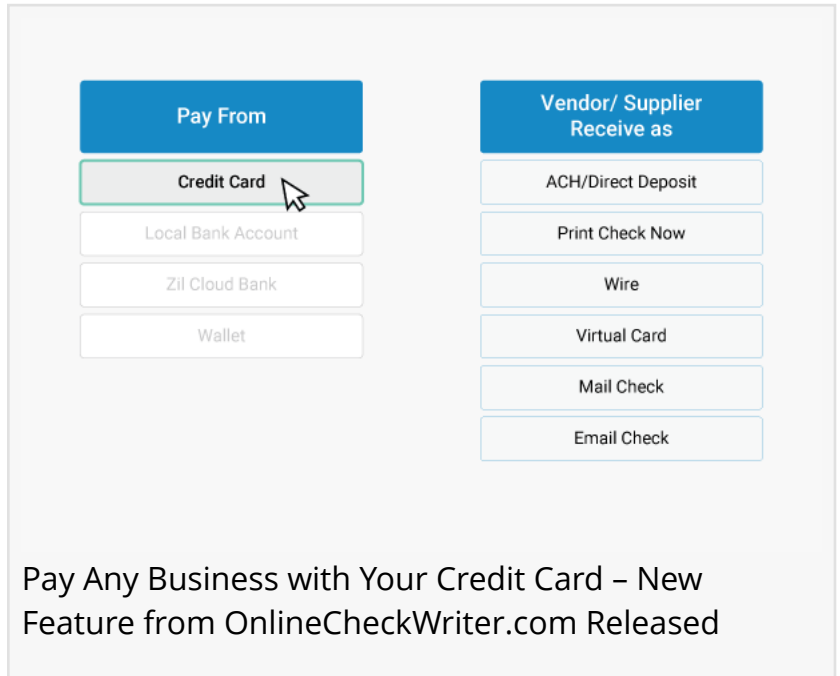 Pay From
Credit Card
Local Bank Account
Zil Cloud Bank
Wallet
Vendor/ Supplier
Receive as
ACH/Direct Deposit
Print Check Now
Wire
Virtual Card
Mail Check
Email Check
Pay Any Business with Your Credit Card – New
Feature from OnlineCheckWriter.com Released